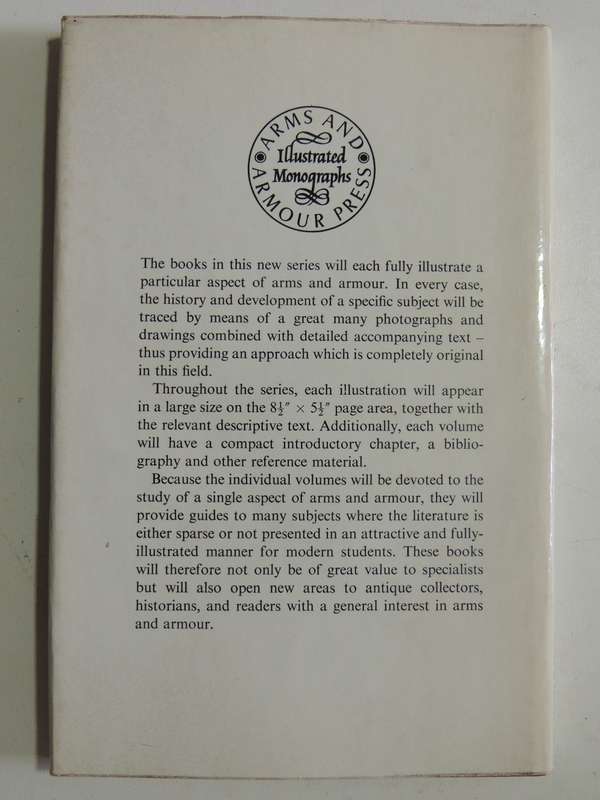 ARMS AND
Illustrated
Monographs
ARMOUR PRESS
The books in this new series will each fully illustrate a
particular aspect of arms and armour. In every case,
the history and development of a specific subject will be
traced by means of a great many photographs and
drawings combined with detailed accompanying text –
thus providing an approach which is completely original
in this field.
Throughout the series, each illustration will appear
in a large size on the 8½″ × 5½″ page area, together with
the relevant descriptive text. Additionally, each volume
will have a compact introductory chapter, a biblio-
graphy and other reference material.
Because the individual volumes will be devoted to the
study of a single aspect of arms and armour, they will
provide guides to many subjects where the literature is
either sparse or not presented in an attractive and fully-
illustrated manner for modern students. These books
will therefore not only be of great value to specialists
but will also open new areas to antique collectors,
historians, and readers with a general interest in arms
and armour.